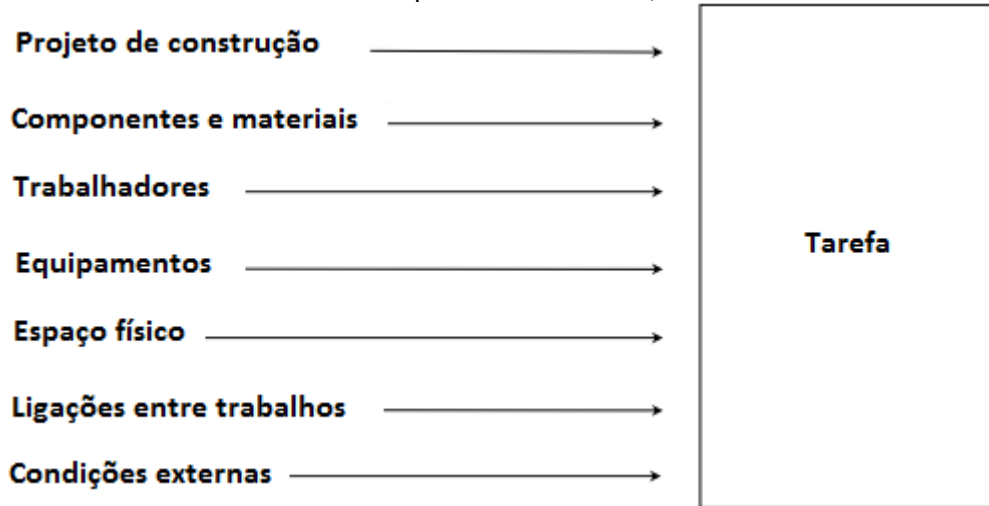 Projeto de construção
Componentes e materiais
Trabalhadores
Tarefa
Equipamentos
Espaço físico
Ligações entre trabalhos
Condições externas